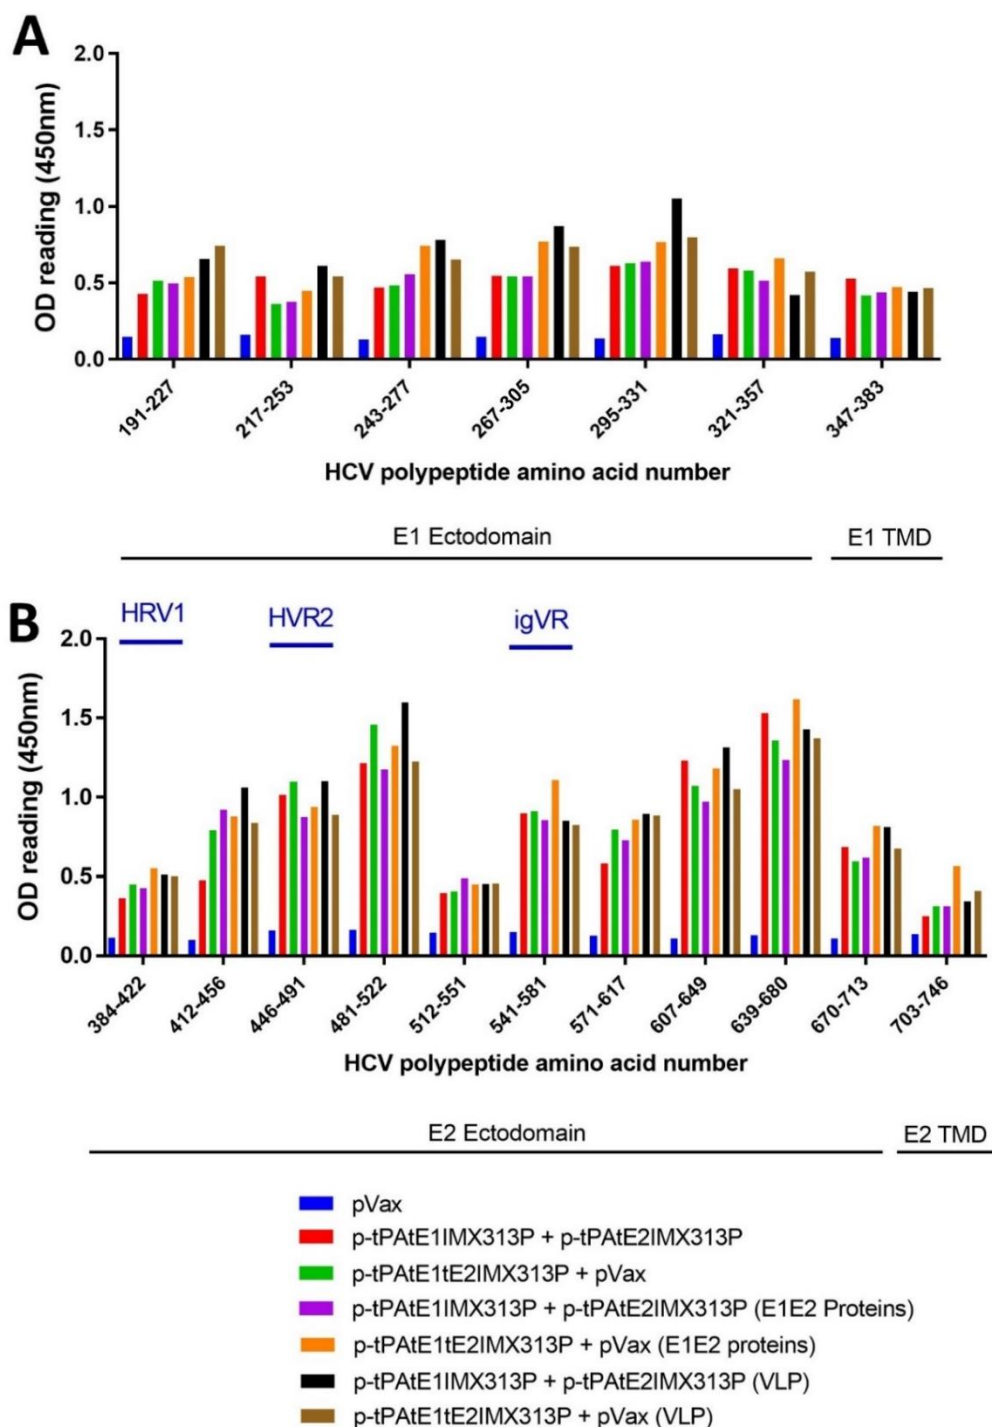 A
2.0
1.5
1.0
0.5
0.0
OD reading (450nm)
191-227
217-253
243-277
267-305
295-331
321-357
347-383
HCV polypeptide amino acid number
E1 Ectodomain
E1 TMD
B
HRV1
HVR2
igVR
2.0
1.5
1.0
0.5
0.0
OD reading (450nm)
384-422
412-456
446-491
481-522
512-551
541-581
571-617
607-649
639-680
670-713
703-746
HCV polypeptide amino acid number
E2 Ectodomain
E2 TMD
pVax
p-tPAtE1IMX313P + p-tPAtE2IMX313P
p-tPAtE1tE2IMX313P + pVax
p-tPAtE1IMX313P + p-tPAtE2IMX313P (E1E2 Proteins)
p-tPAtE1tE2IMX313P + pVax (E1E2 proteins)
p-tPAtE1IMX313P + p-tPAtE2IMX313P (VLP)
p-tPAtE1tE2IMX313P + pVax (VLP)